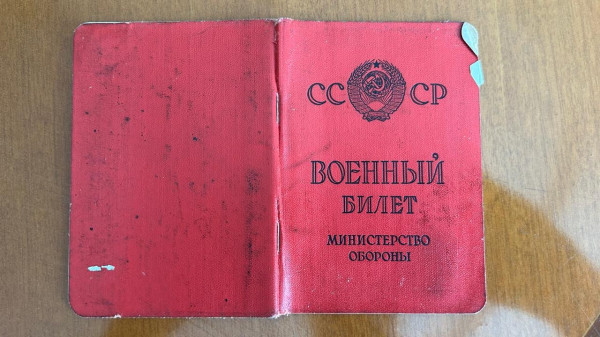 СССР
ВОЕННЫЙ
БИЛЕТ
МИНИСТЕРСТВО
ОБОРОНЫ